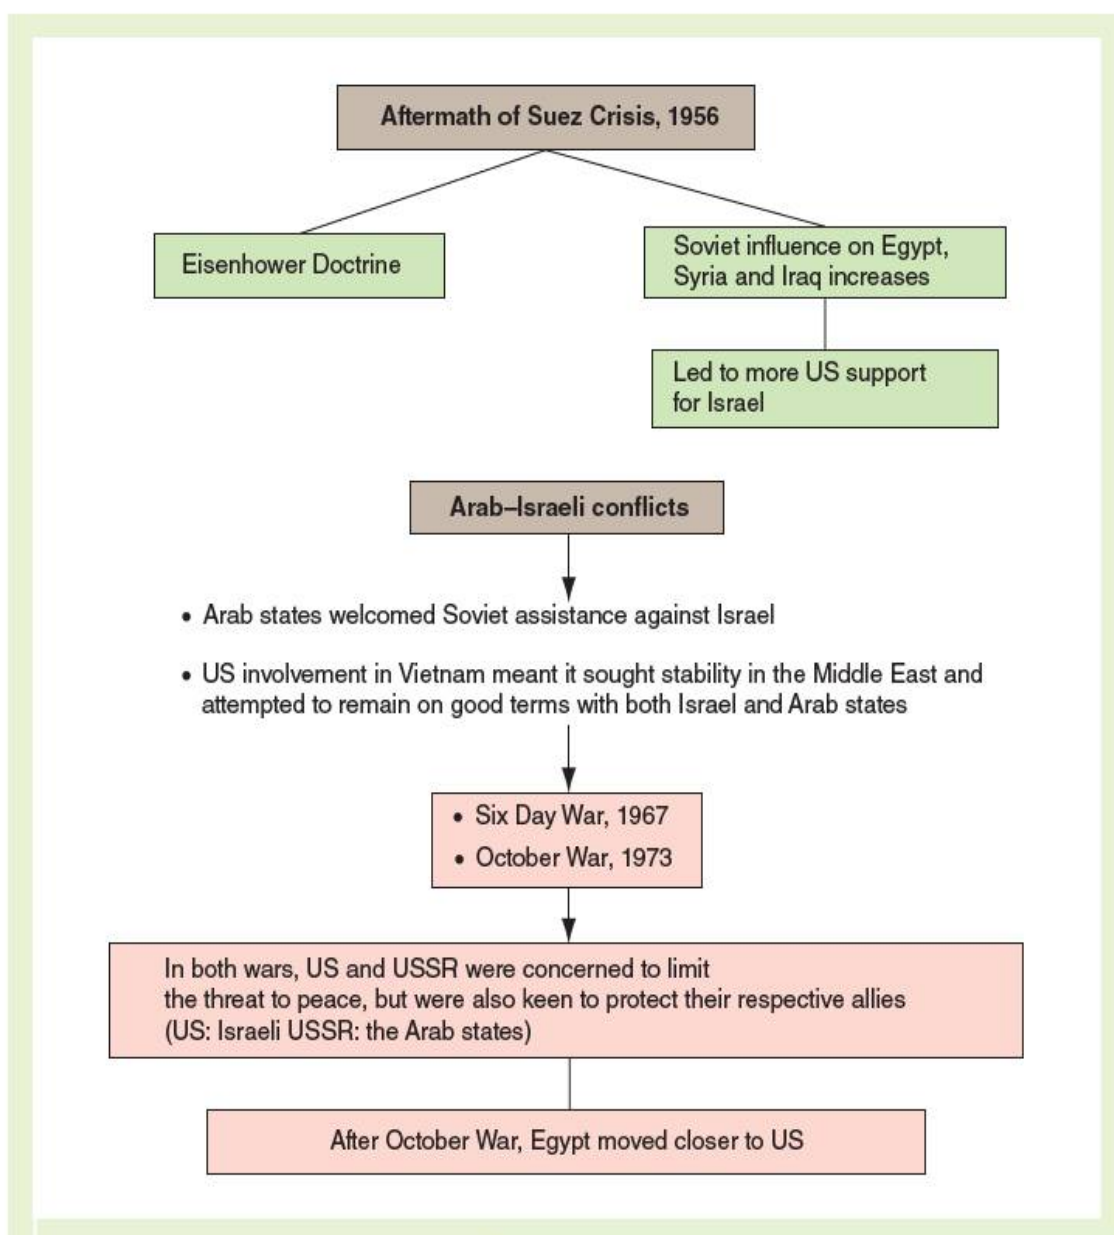 Aftermath of Suez Crisis, 1956
Eisenhower Doctrine
Soviet influence on Egypt,
Syria and Iraq increases
Led to more US support
for Israel
Arab–Israeli conflicts
• Arab states welcomed Soviet assistance against Israel
• US involvement in Vietnam meant it sought stability in the Middle East and
attempted to remain on good terms with both Israel and Arab states
• Six Day War, 1967
• October War, 1973
In both wars, US and USSR were concerned to limit
the threat to peace, but were also keen to protect their respective allies
(US: Israeli USSR: the Arab states)
After October War, Egypt moved closer to US